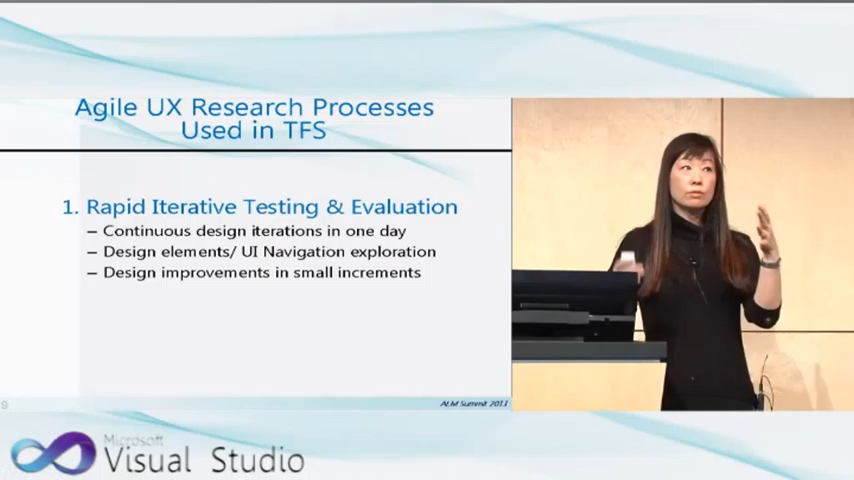 Agile UX Research Processes
Used in TFS
1. Rapid Iterative Testing & Evaluation
– Continuous design iterations in one day
– Design elements/ UI Navigation exploration
– Design improvements in small increments
9
ALM Summit 2011
Microsoft
Visual Studio